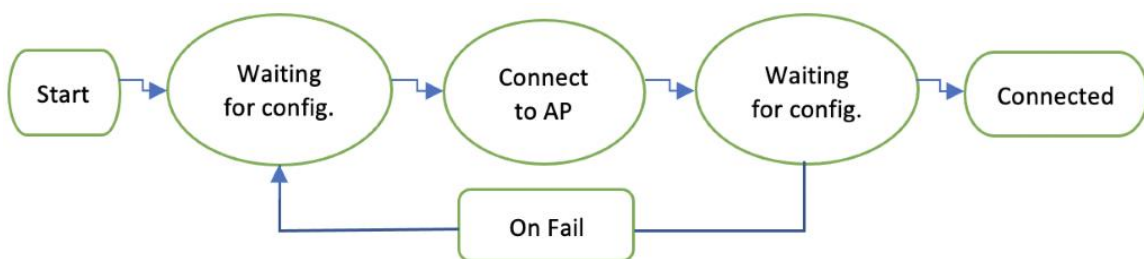 Start
Waiting
for config.
Connect
to AP
Waiting
for config.
Connected
On Fail